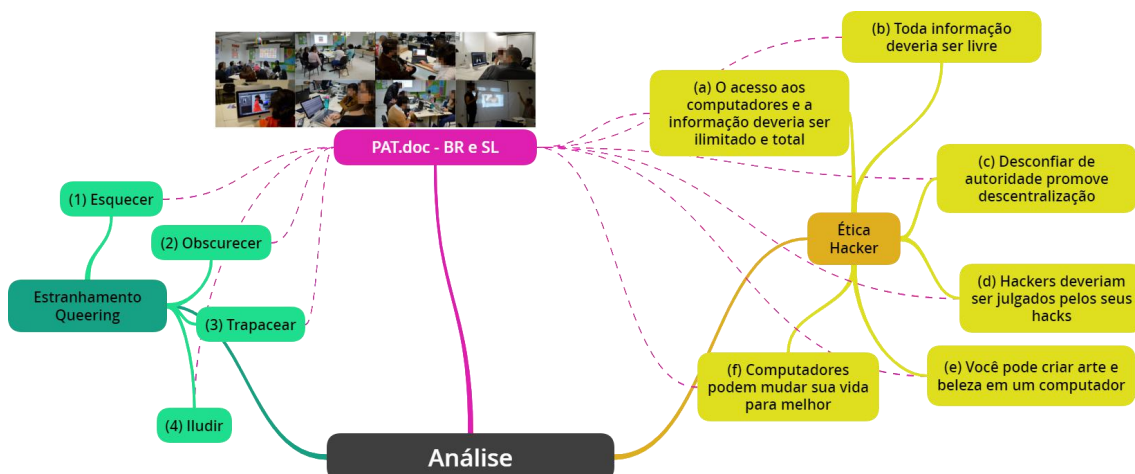 (b) Toda informação
deveria ser livre
(a) O acesso aos
computadores e a
informação deveria ser
ilimitado e total
PAT.doc - BR e SL
(c) Desconfiar de
autoridade promove
descentralização
(1) Esquecer
(2) Obscurecer
Ética
Hacker
Estranhamento
Queering
(3) Trapacear
(d) Hackers deveriam
ser julgados pelos seus
hacks
(f) Computadores
podem mudar sua vida
para melhor
(e) Você pode criar arte e
beleza em um computador
(4) Iludir
Análise